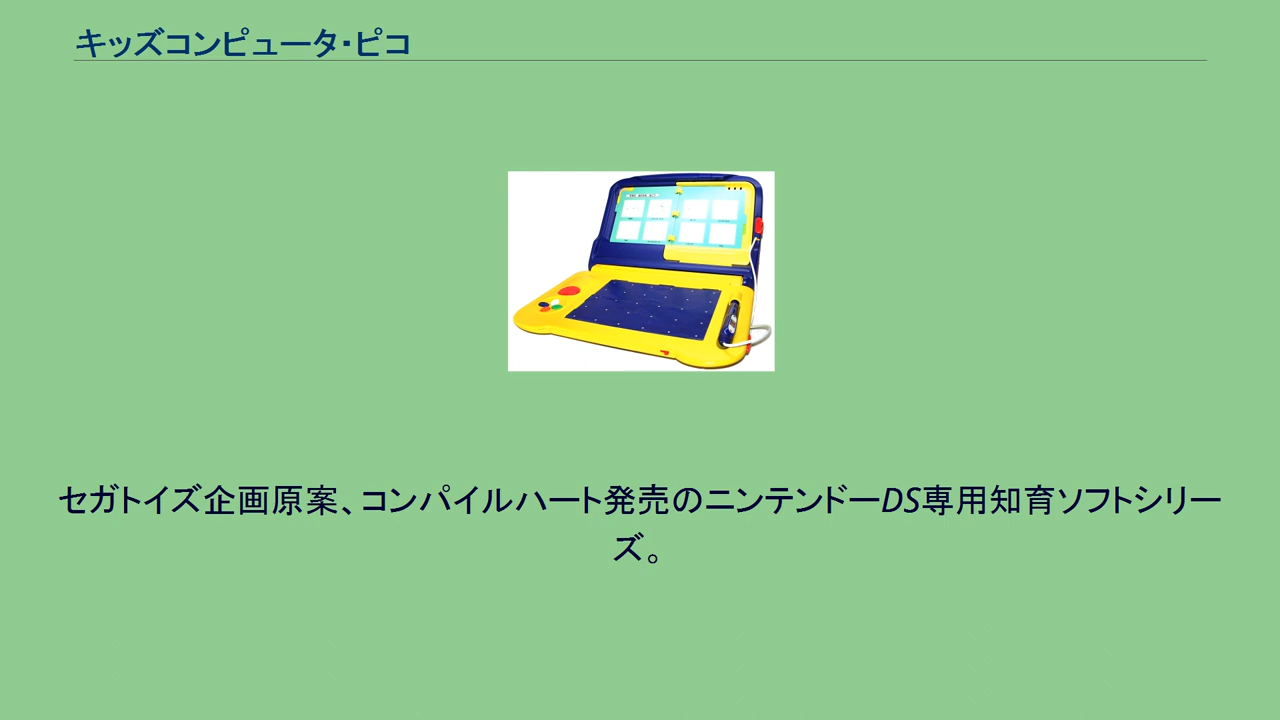 キッズコンピュータ・ピコ
セガトイズ企画原案、コンパイルハート発売のニンテンドーDS専用知育ソフトシリー
ズ。